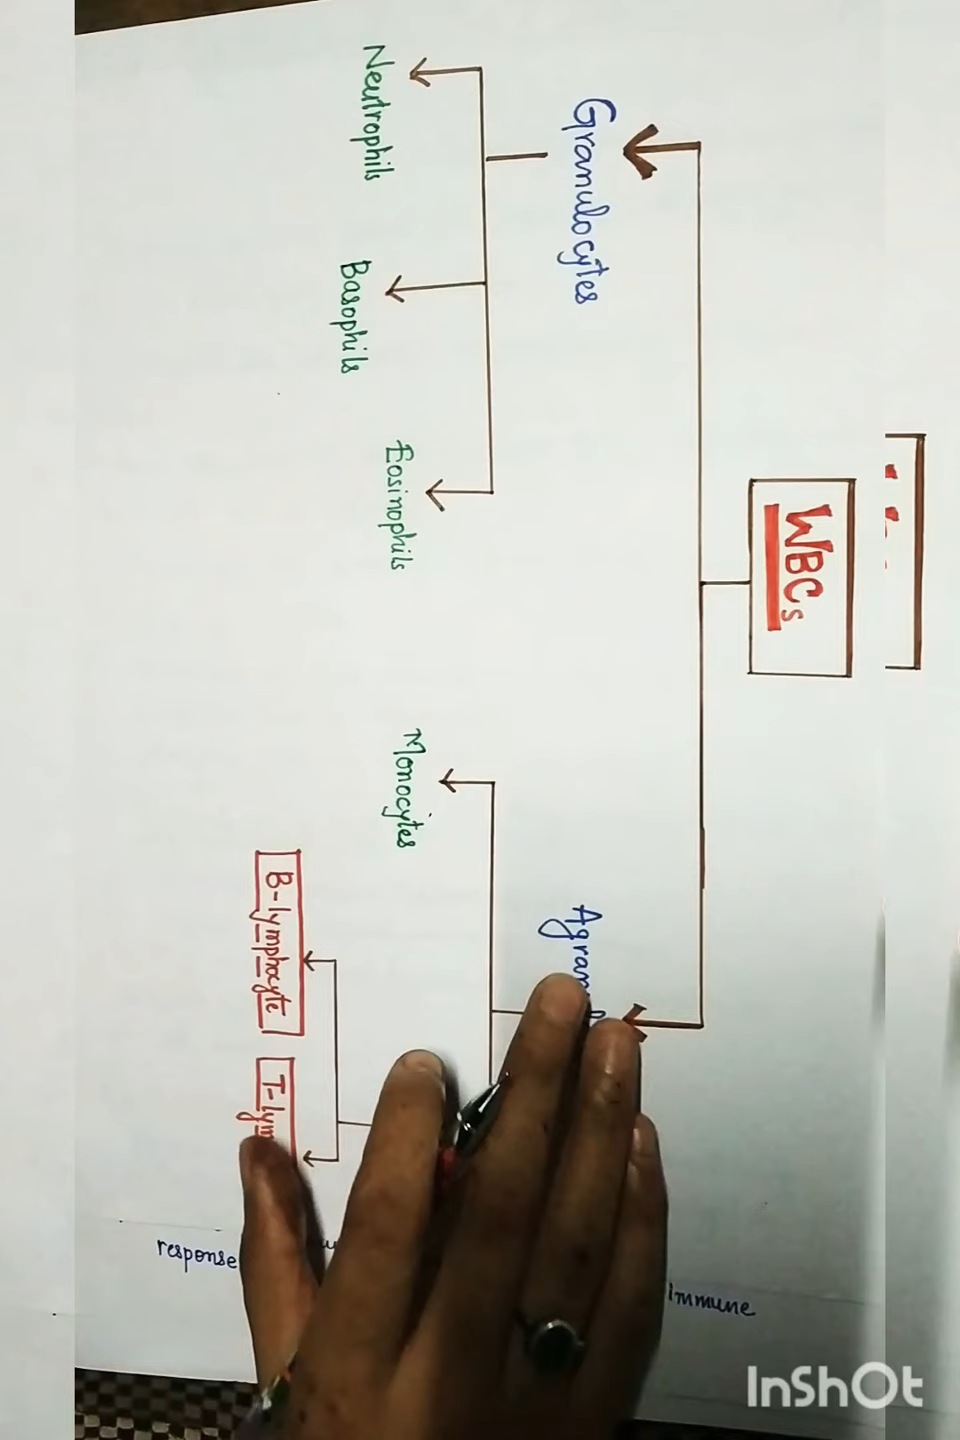 WBCs
Granulocytes
Neutrophils
Basophils
Eosinophils
Monocytes
B-lymphocyte
response
immune
InShOt